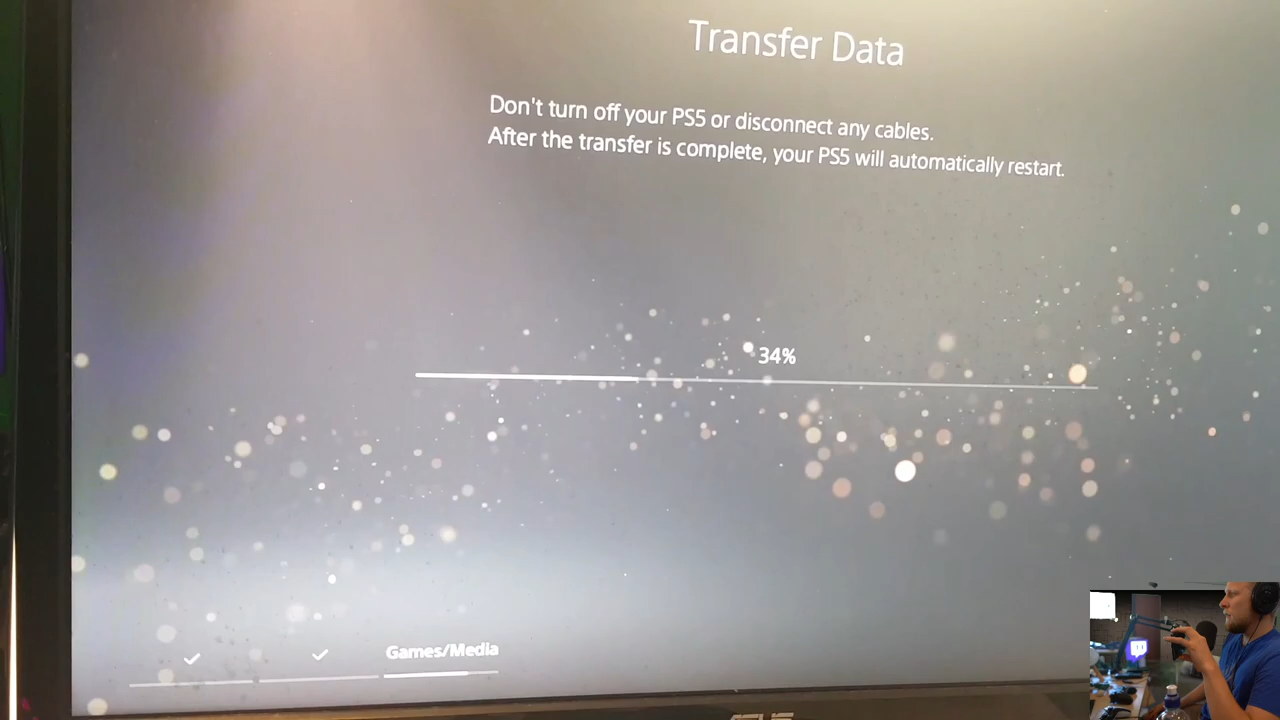 Transfer Data
Don't turn off your PS5 or disconnect any cables.
After the transfer is complete, your PS5 will automatically restart.
34%
Games/Media
ASUS